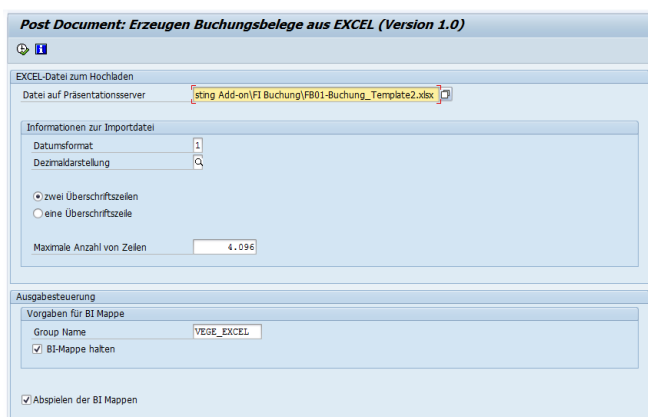 Post Document: Erzeugen Buchungsbelege aus EXCEL (Version 1.0)
EXCEL-Datei zum Hochladen
Datei auf Präsentationsserver sting Add-on\FI Buchung\FB01-Buchung_Template2.xlsx
Informationen zur Importdatei
Datumsformat 1
Dezimaldarstellung
zwei Überschriftszeilen
eine Überschriftszeile
Maximale Anzahl von Zeilen 4.096
Ausgabesteuerung
Vorgaben für BI Mappe
Group Name VEGE_EXCEL
BI-Mappe halten
Abspielen der BI Mappen